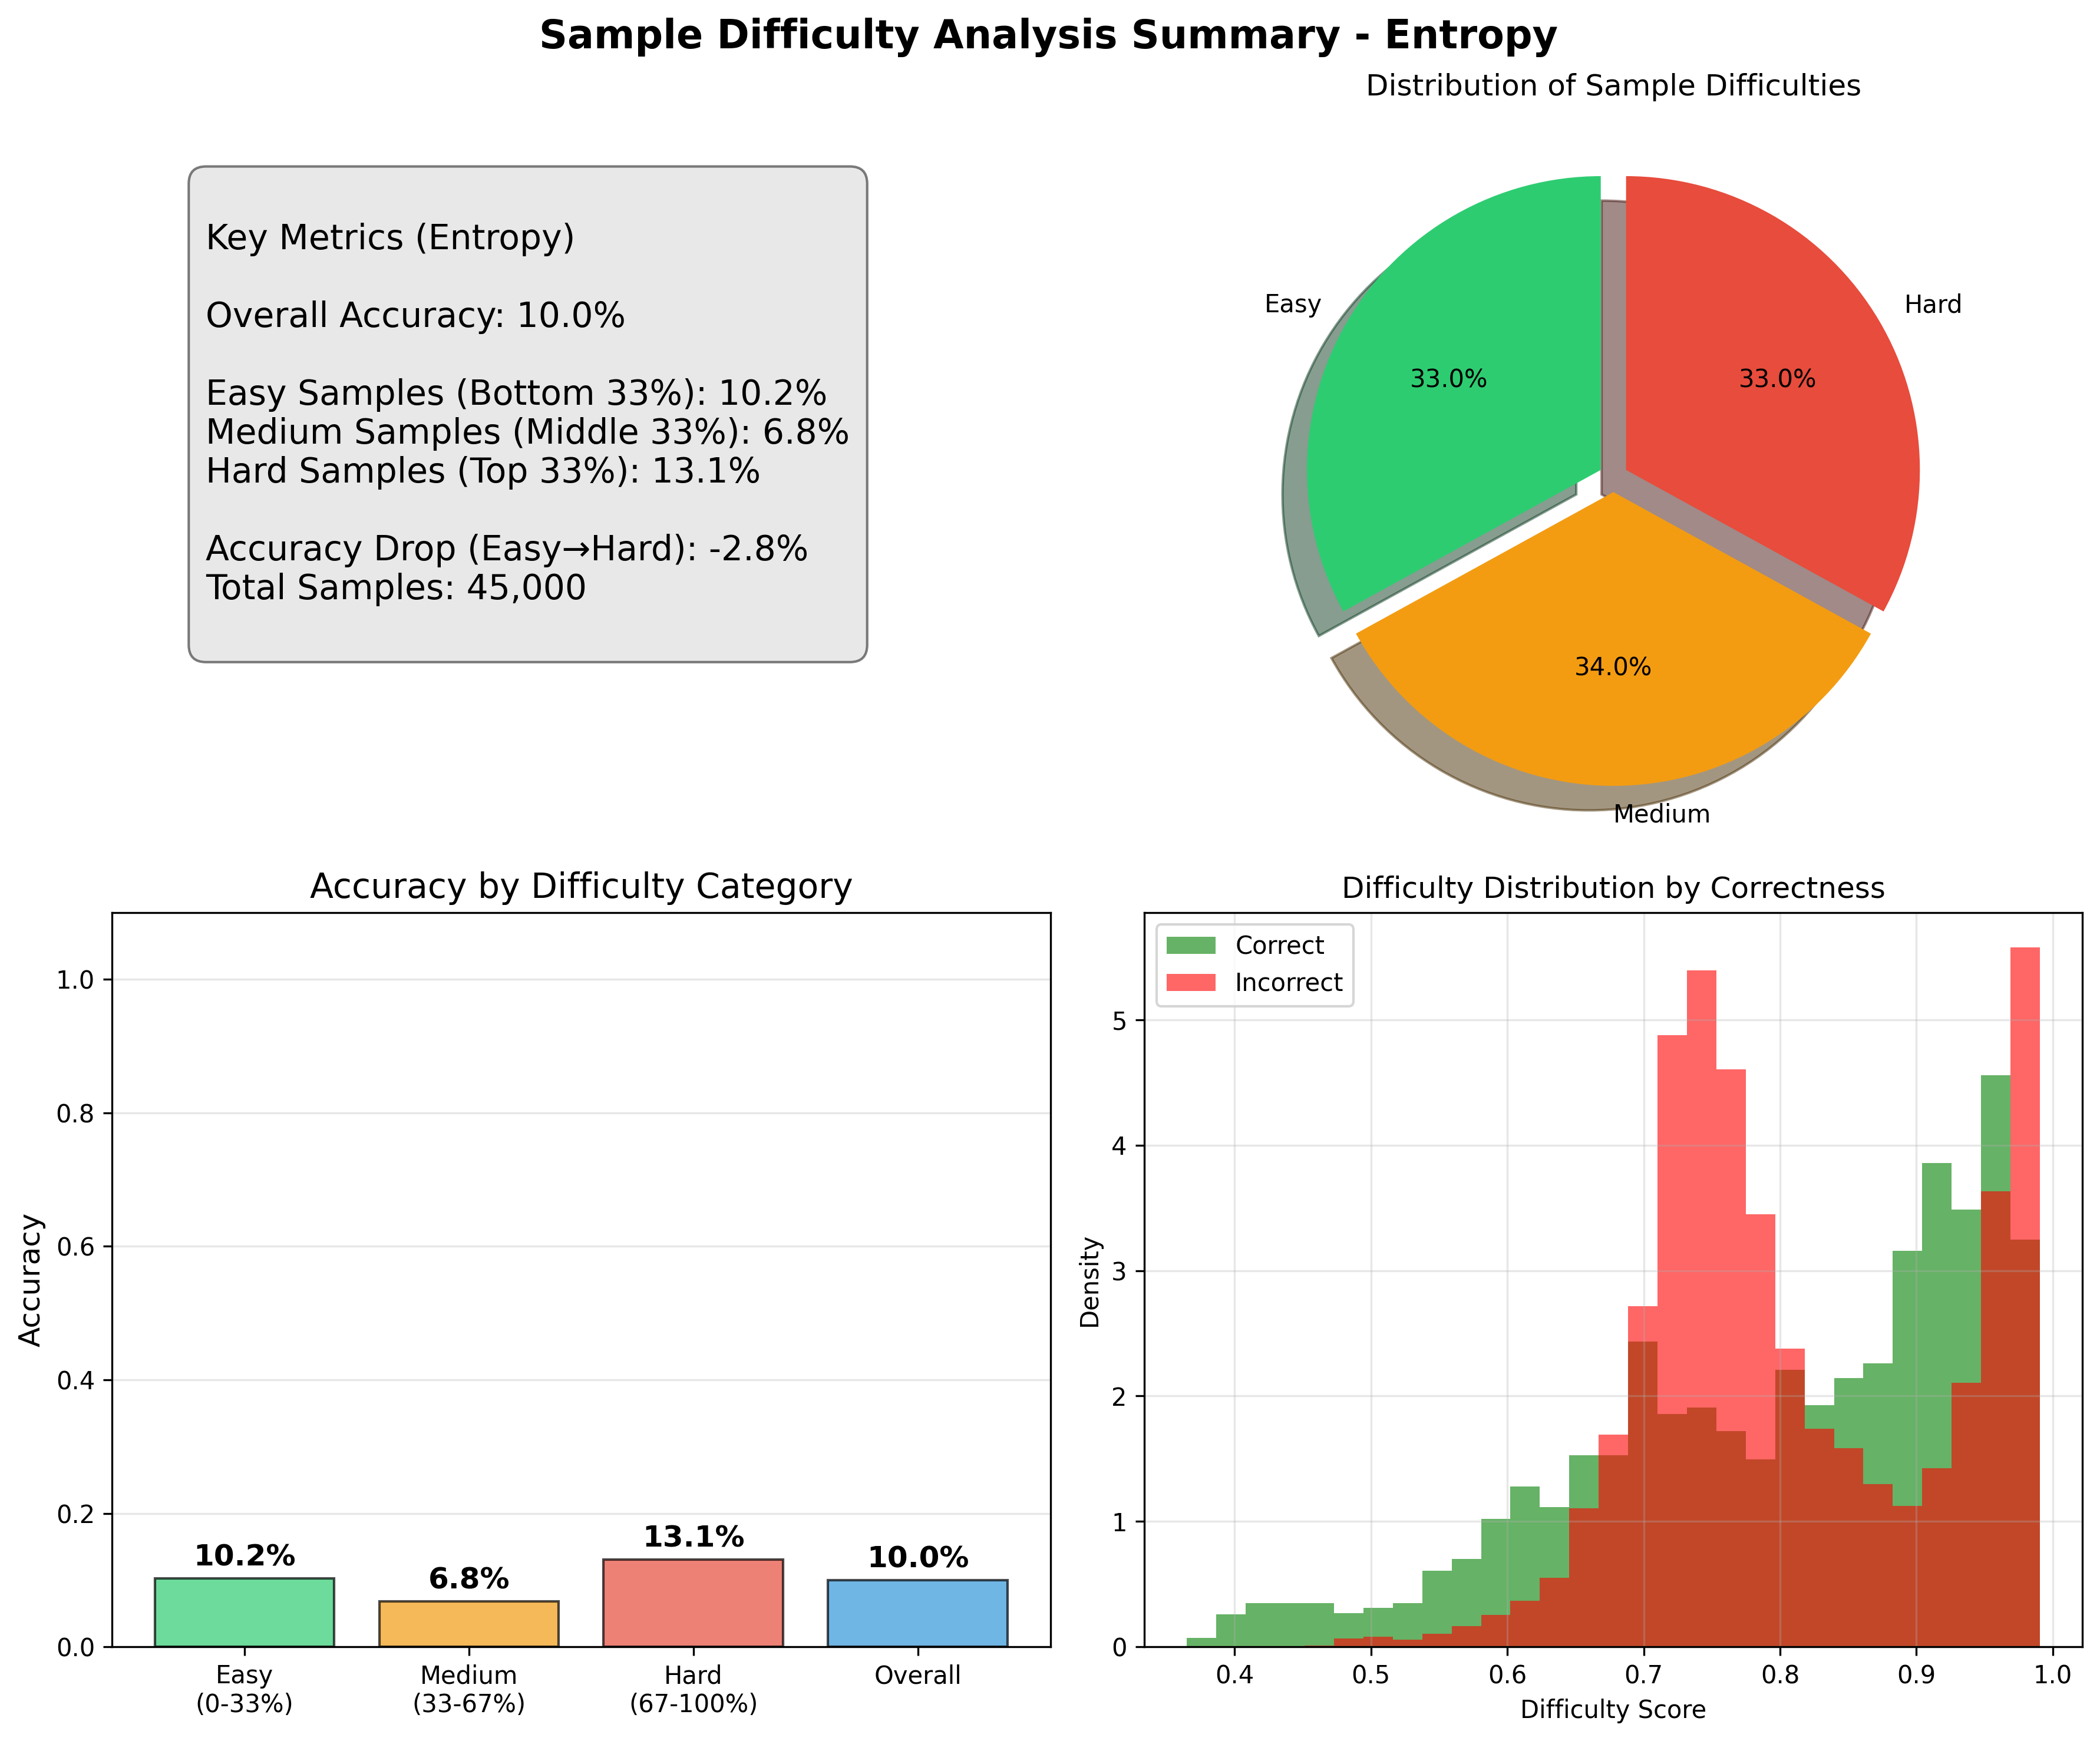 Sample Difficulty Analysis Summary - Entropy
Key Metrics (Entropy)
Overall Accuracy: 10.0%
Easy Samples (Bottom 33%): 10.2%
Medium Samples (Middle 33%): 6.8%
Hard Samples (Top 33%): 13.1%
Accuracy Drop (Easy→Hard): -2.8%
Total Samples: 45,000
Distribution of Sample Difficulties
Easy
Hard
33.0%
33.0%
34.0%
Medium
Accuracy by Difficulty Category
Accuracy
1.0
0.8
0.6
0.4
0.2
0.0
10.2%
6.8%
13.1%
10.0%
Easy
(0-33%)
Medium
(33-67%)
Hard
(67-100%)
Overall
Difficulty Distribution by Correctness
Correct
Incorrect
Density
5
4
3
2
1
0
0.4
0.5
0.6
0.7
0.8
0.9
1.0
Difficulty Score